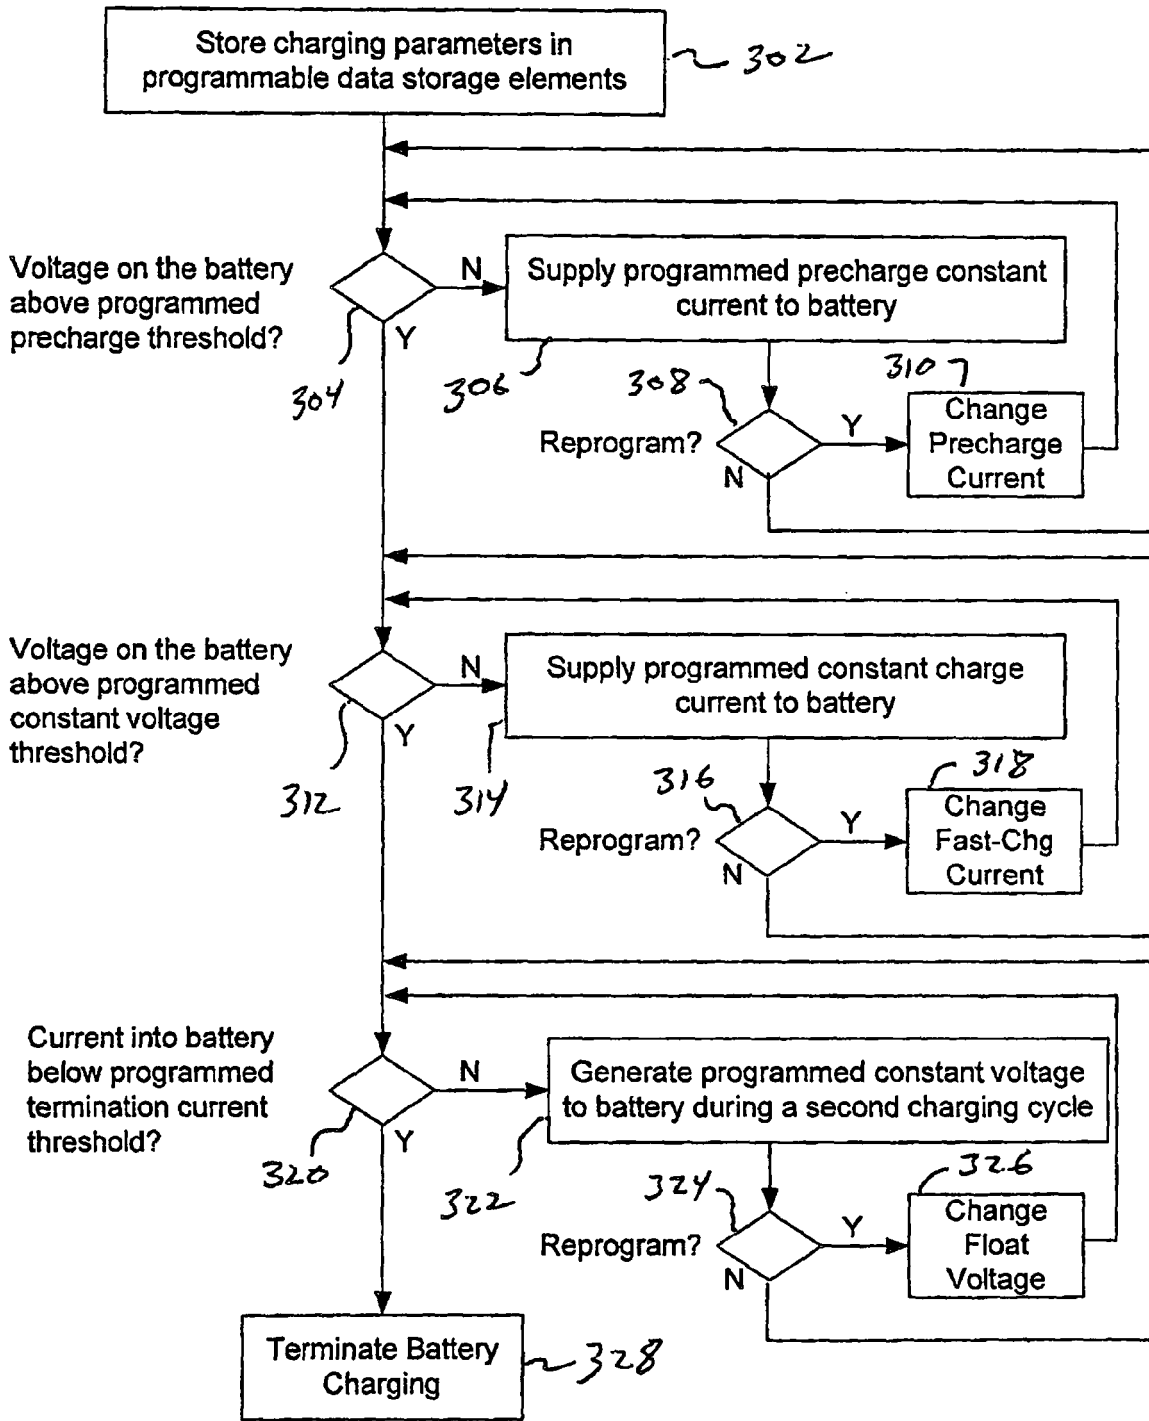 Store charging parameters in
programmable data storage elements
302
Voltage on the battery
above programmed
precharge threshold?
N
Y
304
Supply programmed precharge constant
current to battery
306
308
310
Reprogram?
Y
N
Change
Precharge
Current
Voltage on the battery
above programmed
constant voltage
threshold?
N
Y
312
Supply programmed constant charge
current to battery
314
316
318
Reprogram?
Y
N
Change
Fast-Chg
Current
Current into battery
below programmed
termination current
threshold?
N
Y
320
Generate programmed constant voltage
to battery during a second charging cycle
322
324
326
Reprogram?
Y
N
Change
Float
Voltage
Terminate Battery
Charging
328